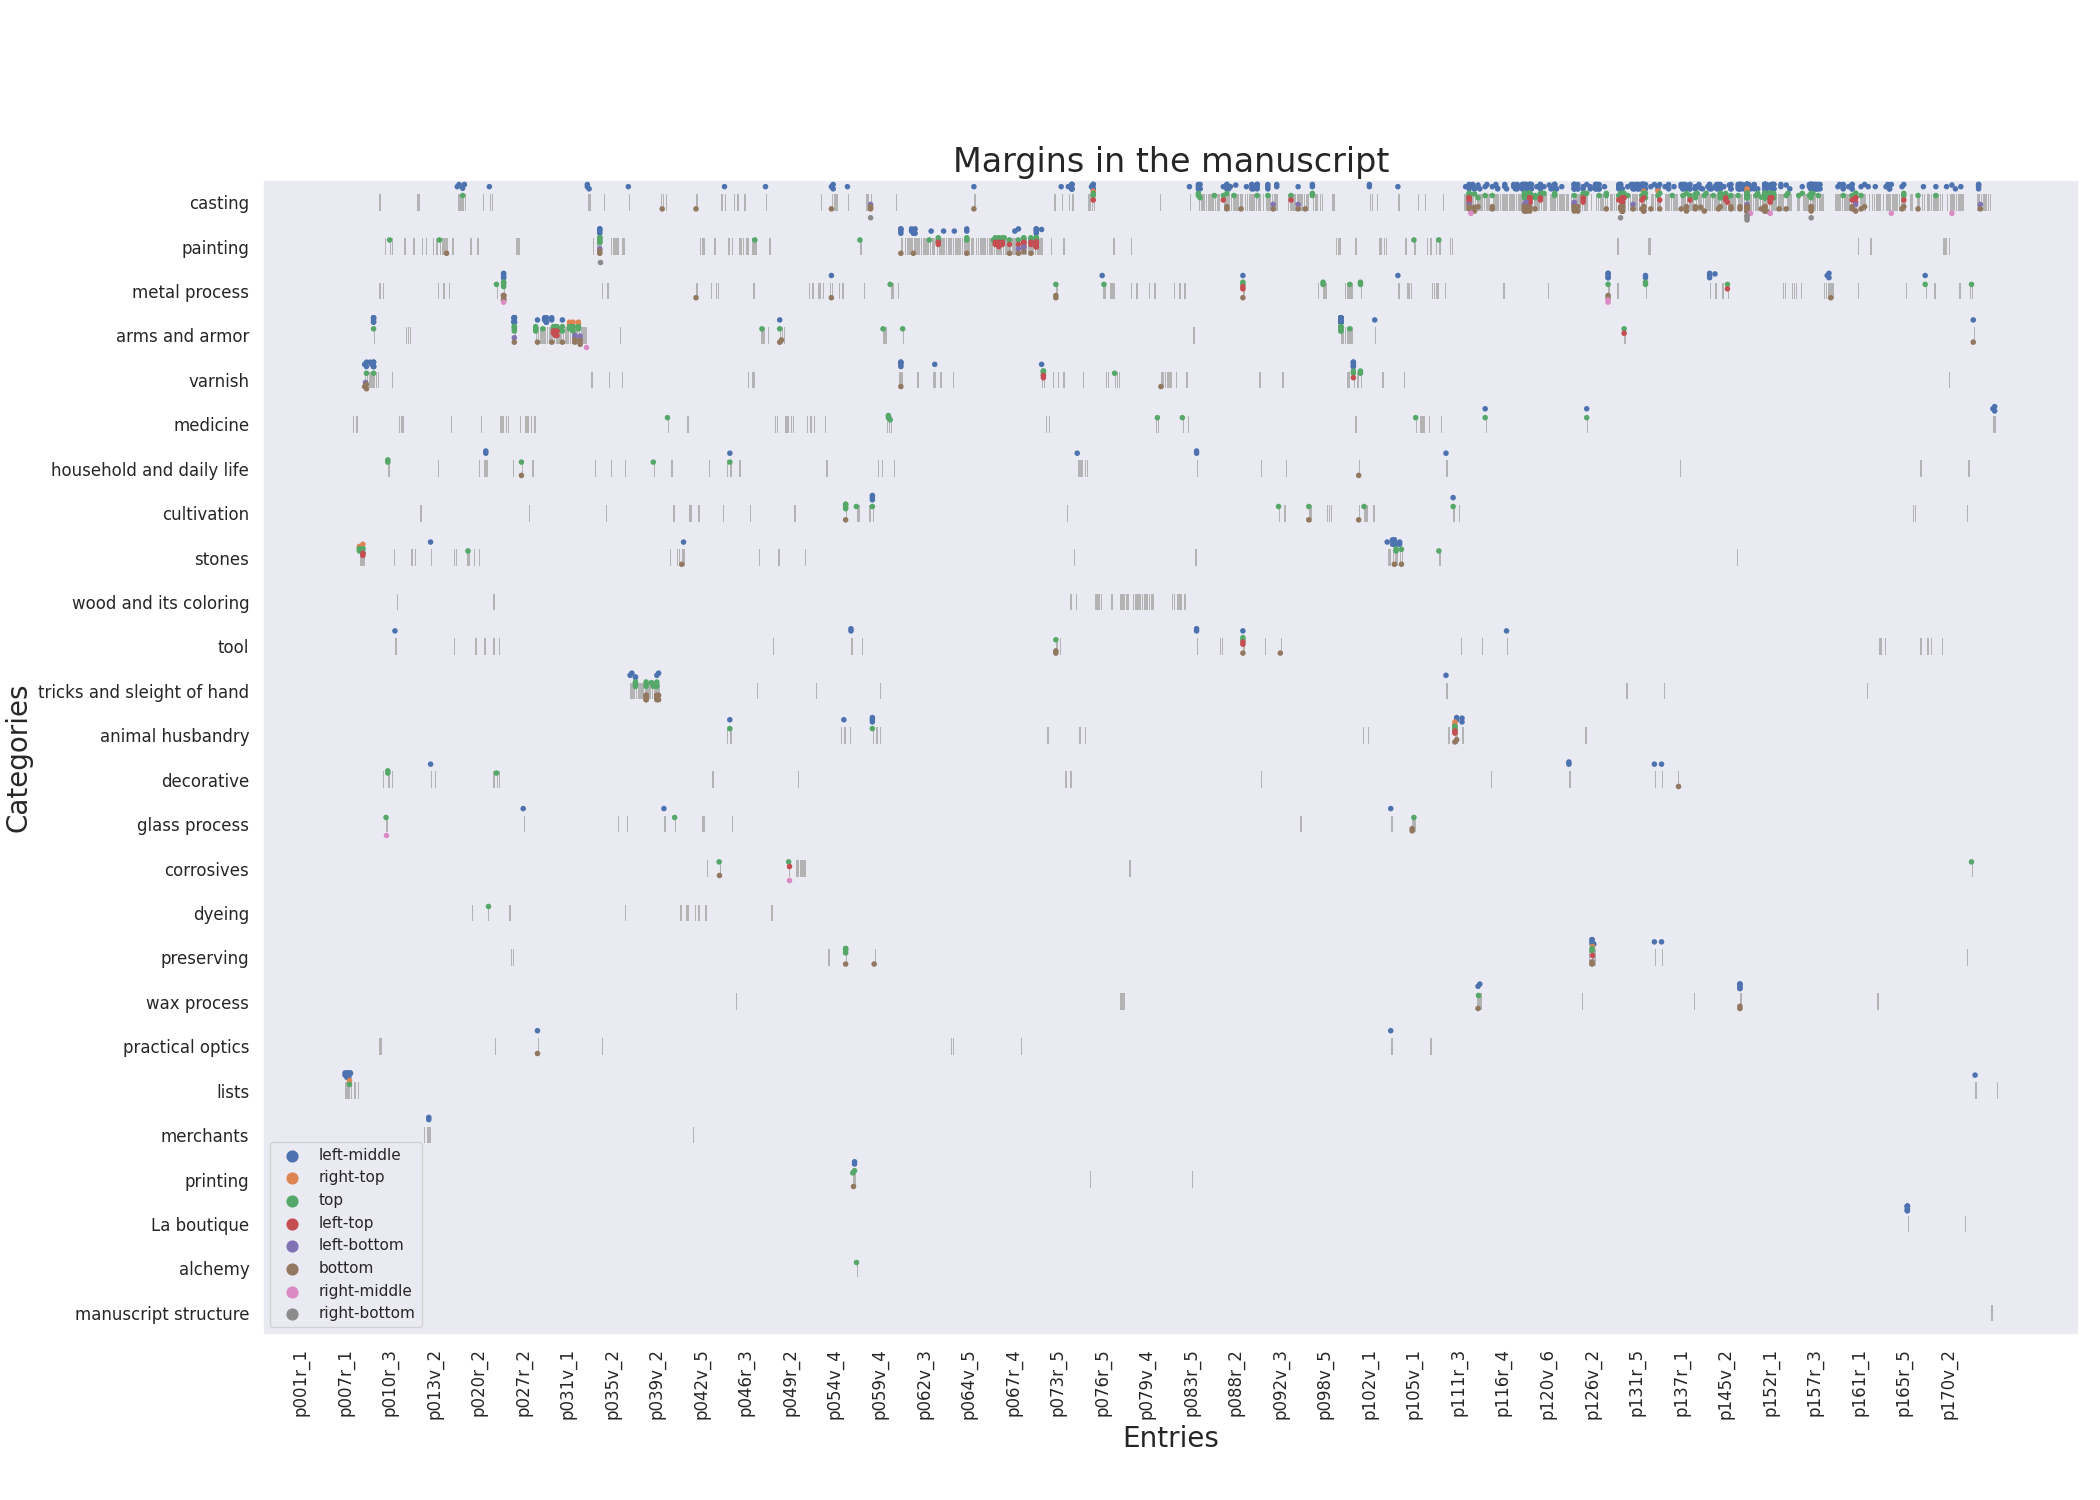 Margins in the manuscript
Categories
casting
painting
metal process
arms and armor
varnish
medicine
household and daily life
cultivation
stones
wood and its coloring
tool
tricks and sleight of hand
animal husbandry
decorative
glass process
corrosives
dyeing
preserving
wax process
practical optics
lists
merchants
printing
La boutique
alchemy
manuscript structure
left-middle
right-top
top
left-top
left-bottom
bottom
right-middle
right-bottom
p001r_1
p007r_1
p010r_3
p013v_2
p020r_2
p027r_2
p031v_1
p035v_2
p039v_2
p042v_5
p046r_3
p049r_2
p054v_4
p059v_4
p062v_3
p064v_5
p067r_4
p073r_5
p076r_5
p079v_4
p083r_5
p088r_2
p092v_3
p098v_5
p102v_1
p105v_1
p111r_3
p116r_4
p120v_6
p126v_2
p131r_5
p137r_1
p145v_2
p152r_1
p157r_3
p161r_1
p165r_5
p170v_2
Entries